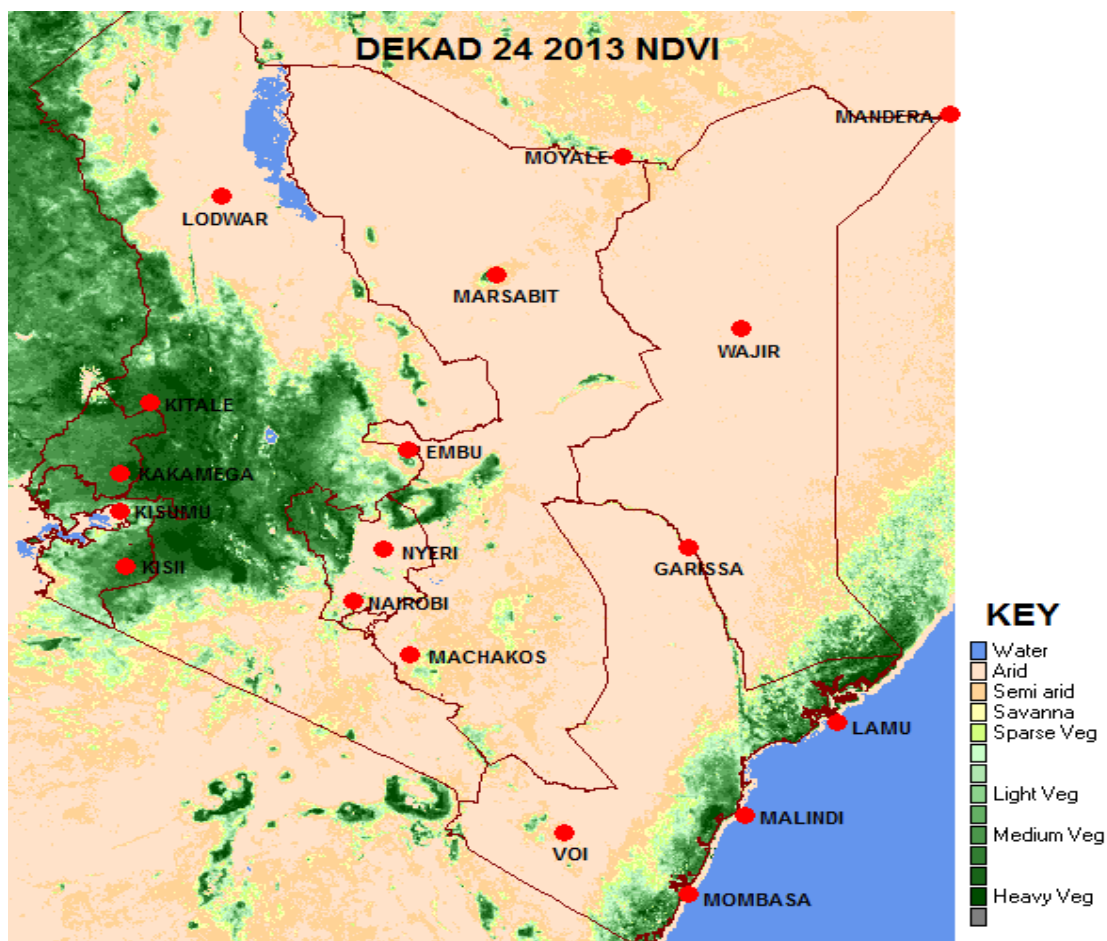 DEKAD 24 2013 NDVI
MANDERA
MOYALE
LODWAR
MARSABIT
WAJIR
KITALE
EMBU
KAKAMEGA
KISUMU
NYERI
GARISSA
KISII
NAIROBI
MACHAKOS
LAMU
MALINDI
VOI
MOMBASA
KEY
Water
Arid
Semi arid
Savanna
Sparse Veg
Light Veg
Medium Veg
Heavy Veg